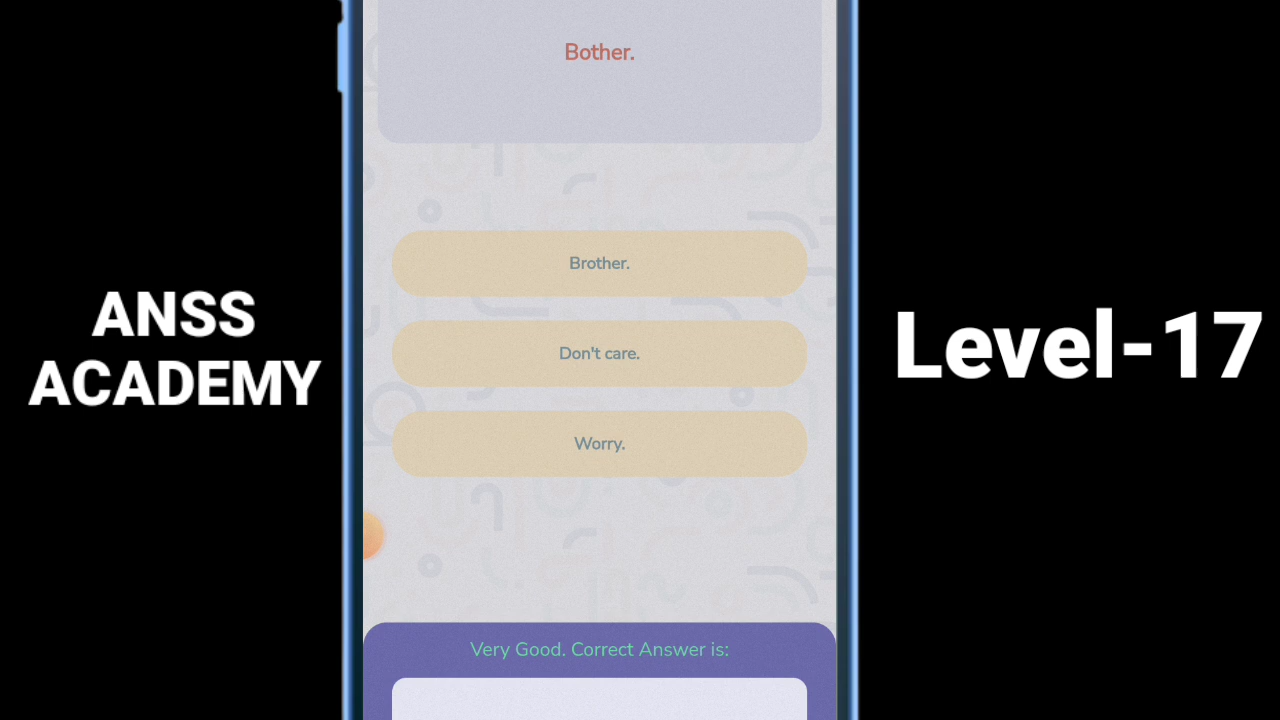 Bother.
Brother.
Don't care.
Worry.
Very Good. Correct Answer is:
ANSS
ACADEMY
Level-17